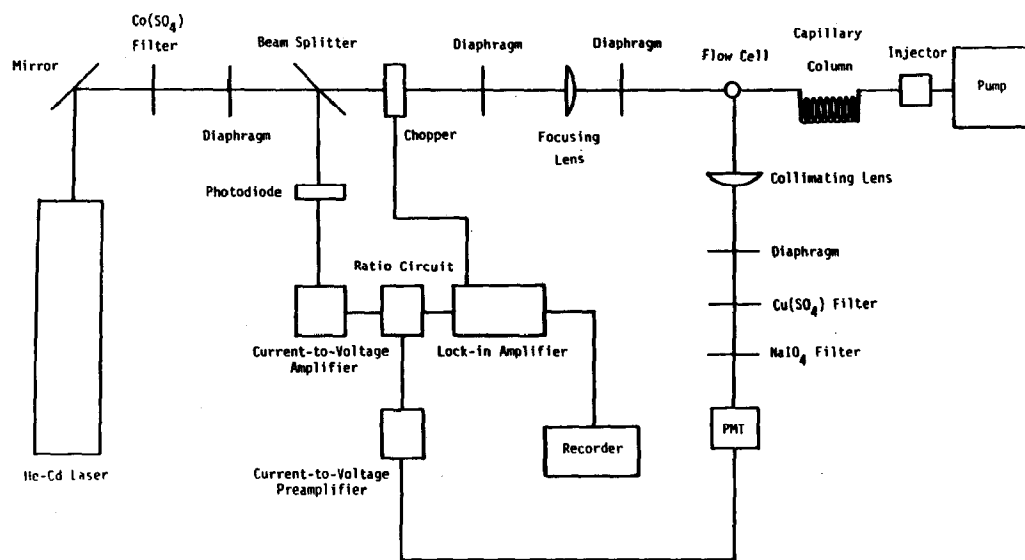 Co(SO4)
Filter
Mirror
Beam Splitter
Diaphragm
Diaphragm
Flow Cell
Capillary
Column
Injector
Pump
Diaphragm
Chopper
Focusing
Lens
Photodiode
Collimating Lens
Ratio Circuit
Diaphragm
Cu(SO4) Filter
Current-to-Voltage
Amplifier
Lock-in Amplifier
NaIO4 Filter
PMT
Recorder
He-Cd Laser
Current-to-Voltage
Preamplifier